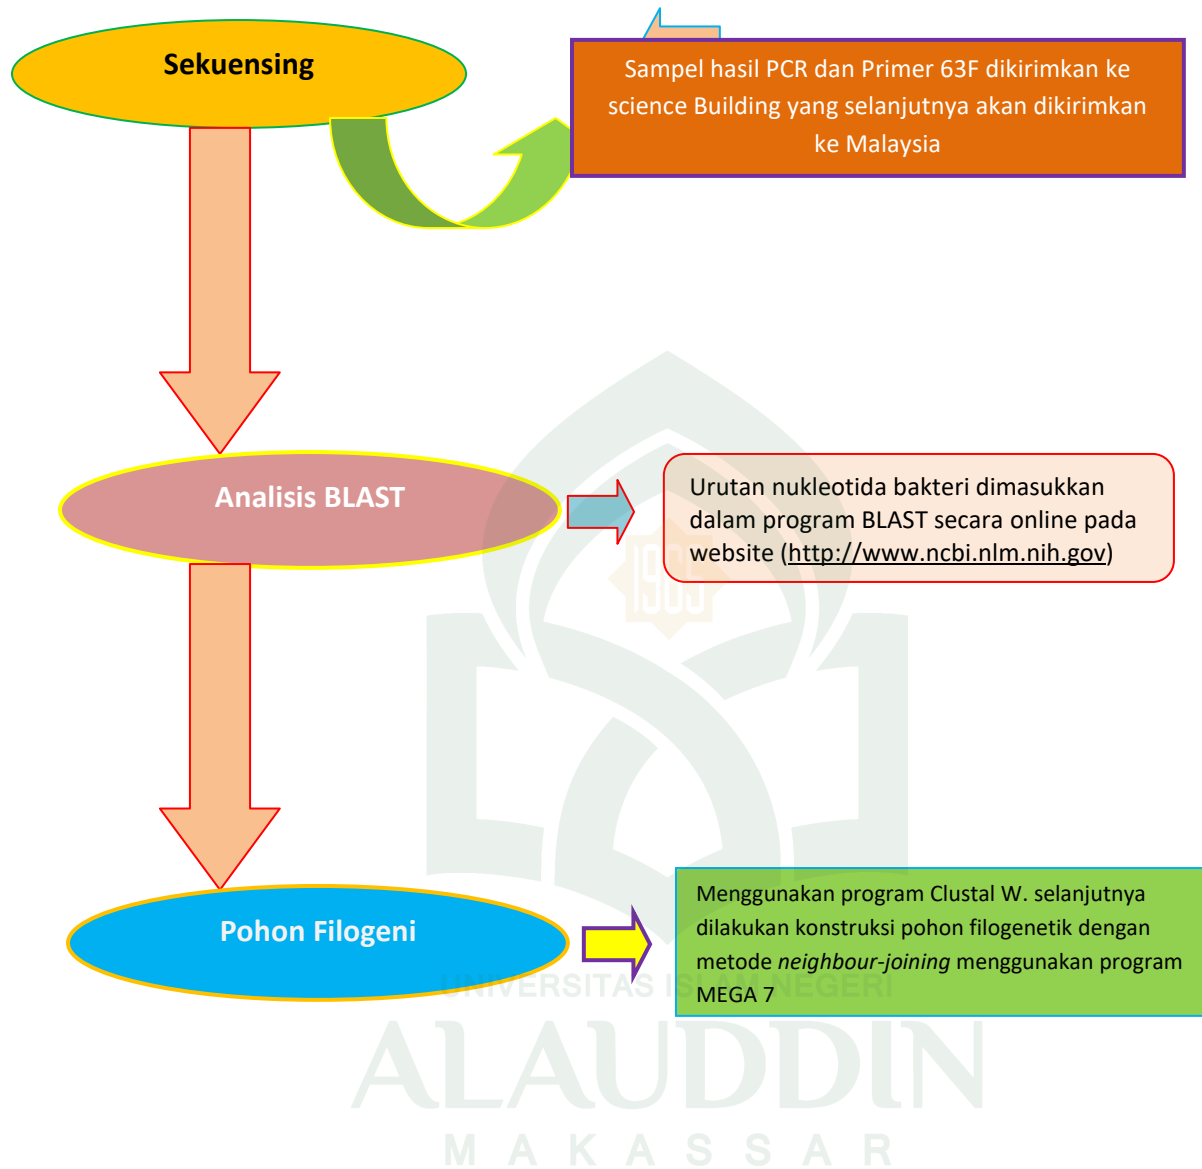 Sekuensing
Sampel hasil PCR dan Primer 63F dikirimkan ke
science Building yang selanjutnya akan dikirimkan
ke Malaysia
Analisis BLAST
Urutan nukleotida bakteri dimasukkan
dalam program BLAST secara online pada
website (http://www.ncbi.nlm.nih.gov)
1965
Pohon Filogeni
Menggunakan program Clustal W. selanjutnya
dilakukan konstruksi pohon filogenetik dengan
metode neighbour-joining menggunakan program
MEGA 7
UNIVERSITAS ISLAM NEGERI
ALAUDDIN
MAKASSAR